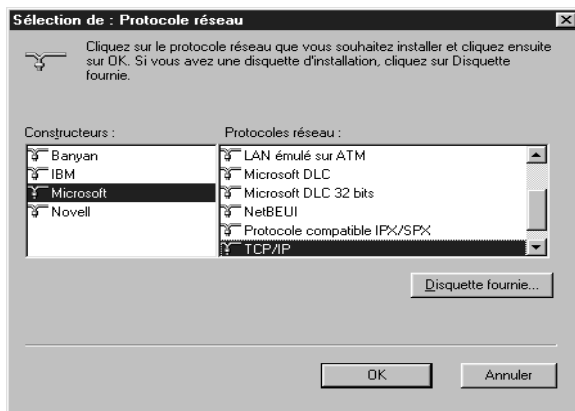 Sélection de : Protocole réseau
Cliquez sur le protocole réseau que vous souhaitez installer et cliquez ensuite
sur OK. Si vous avez une disquette d'installation, cliquez sur Disquette
fournie.
Constructeurs :
Protocoles réseau :
Banyan
IBM
Microsoft
Novell
LAN émulé sur ATM
Microsoft DLC
Microsoft DLC 32 bits
NetBEUI
Protocole compatible IPX/SPX
TCP/IP
Disquette fournie...
OK
Annuler